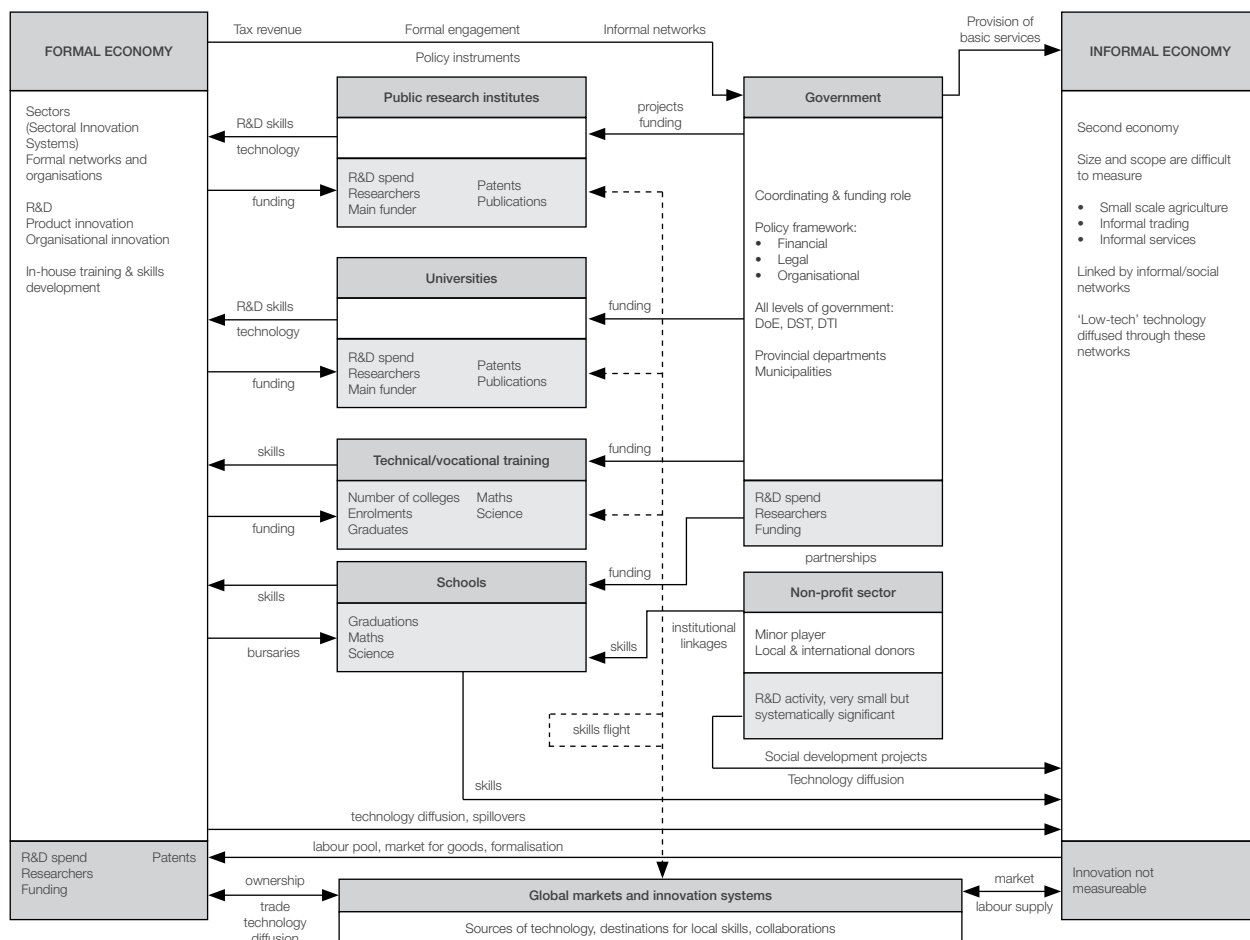 FORMAL ECONOMY
Sectors
(Sectoral Innovation
Systems)
Formal networks and
organisations
R&D
Product innovation
Organisational innovation
In-house training & skills
development
R&D spend Patents
Researchers
Funding
Tax revenue Formal engagement Informal networks
Policy instruments
Provision of
basic services
Public research institutes
R&D spend
Researchers
Main funder
Patents
Publications
R&D skills
technology
funding
projects
funding
Universities
R&D spend
Researchers
Main funder
Patents
Publications
R&D skills
technology
funding
funding
Technical/vocational training
Number of colleges
Enrolments
Graduates
Maths
Science
skills
funding
funding
Schools
Graduations
Maths
Science
skills
bursaries
funding
skills
institutional
linkages
Government
Coordinating & funding role
Policy framework:
• Financial
• Legal
• Organisational
All levels of government:
DoE, DST, DTI
Provincial departments
Municipalities
R&D spend
Researchers
Funding
partnerships
Non-profit sector
Minor player
Local & international donors
R&D activity, very small but
systematically significant
skills flight
Social development projects
Technology diffusion
skills
technology diffusion, spillovers
labour pool, market for goods, formalisation
ownership
trade
technology
diffusion
Global markets and innovation systems
Sources of technology, destinations for local skills, collaborations
market
labour supply
INFORMAL ECONOMY
Second economy
Size and scope are difficult
to measure
• Small scale agriculture
• Informal trading
• Informal services
Linked by informal/social
networks
‘Low-tech’ technology
diffused through these
networks
Innovation not
measureable